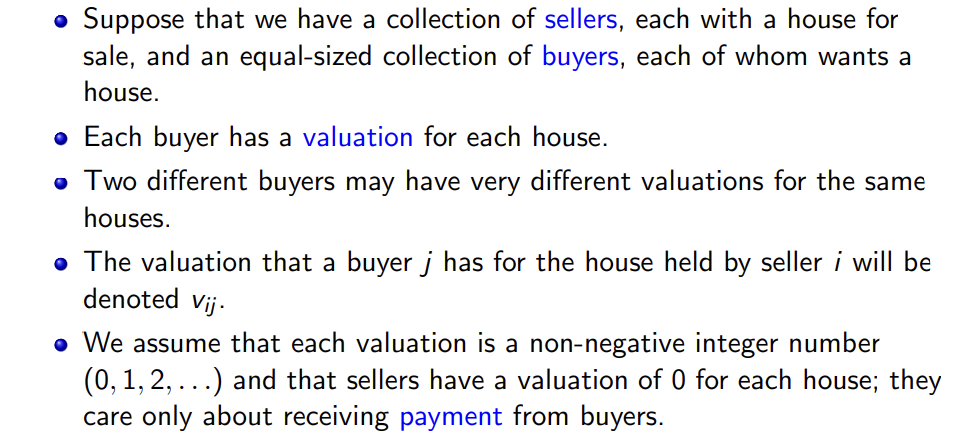 Suppose that we have a collection of sellers, each with a house for
sale, and an equal-sized collection of buyers, each of whom wants a
house.
Each buyer has a valuation for each house.
Two different buyers may have very different valuations for the same
houses.
The valuation that a buyer j has for the house held by seller i will be
denoted v_{ij}.
We assume that each valuation is a non-negative integer number
(0, 1, 2, . . .) and that sellers have a valuation of 0 for each house; they
care only about receiving payment from buyers.